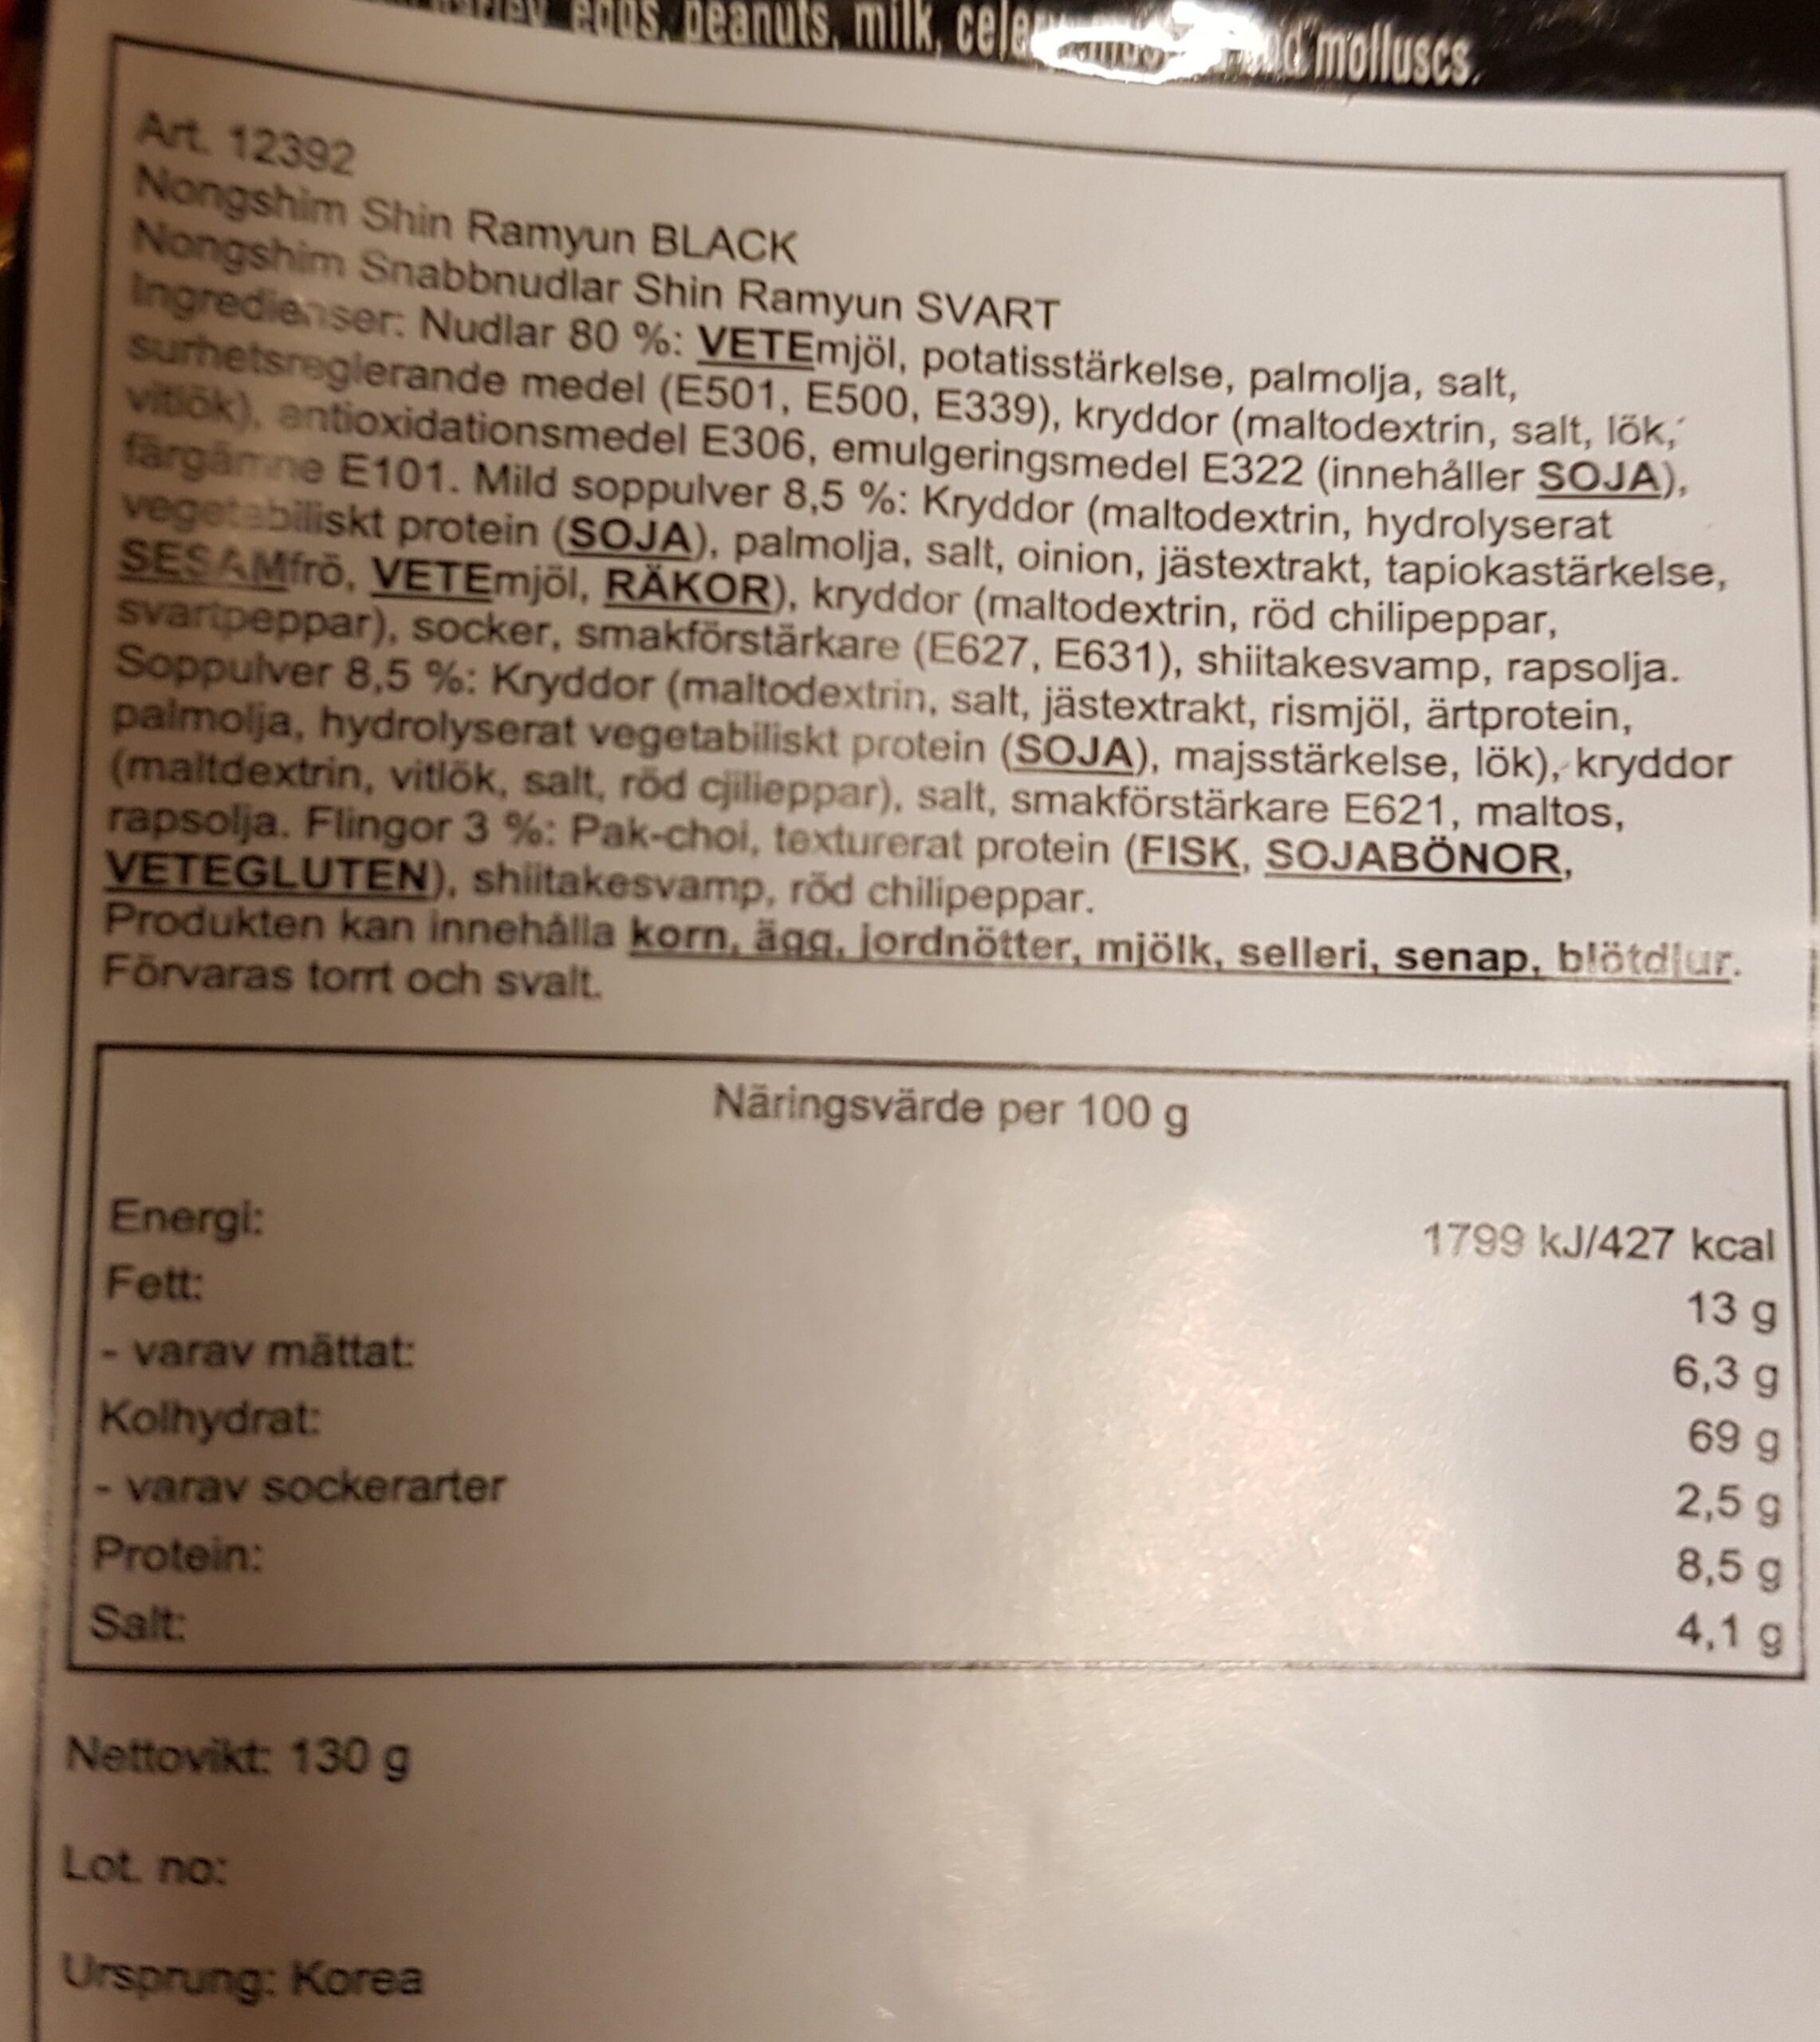 eggs, peanuts, milk, molluscs.
Art. 12392
Nongshim Shin Ramyun BLACK
Nongshim Snabbnudlar Shin Ramyun SVART
Ingredienser: Nudlar 80 %: VETEmjöl, potatisstärkelse, palmolja, salt,
surhetsreglerande medel (E501, E500, E339), kryddor (maltodextrin, salt, lök,
vitlök), antioxidationsmedel E306, emulgeringsmedel E322 (innehåller SOJA),
färgämne E101. Mild soppulver 8,5 %: Kryddor (maltodextrin, hydrolyserat
vegetabiliskt protein (SOJA), palmolja, salt, oinion, jästextrakt, tapiokastärkelse,
SESAMfrö, VETEmjöl, RÄKOR), kryddor (maltodextrin, röd chilipeppar,
svartpeppar), socker, smakförstärkare (E627, E631), shiitakesvamp, rapsolja.
Soppulver 8,5 %: Kryddor (maltodextrin, salt, jästextrakt, rismjöl, ärtprotein,
palmolja, hydrolyserat vegetabiliskt protein (SOJA), majsstärkelse, lök), kryddor
(maltdextrin, vitlök, salt, röd cjilieppar), salt, smakförstärkare E621, maltos,
rapsolja. Flingor 3 %: Pak-choi, texturerat protein (FISK, SOJABÖNOR,
VETEGLUTEN), shiitakesvamp, röd chilipeppar.
Produkten kan innehålla korn, ägg, jordnötter, mjölk, selleri, senap, blötdjur.
Förvaras torrt och svalt.
Näringsvärde per 100 g
Energi: 1799 kJ/427 kcal
Fett: 13 g
- varav mättat: 6,3 g
Kolhydrat: 69 g
- varav sockerarter 2,5 g
Protein: 8,5 g
Salt: 4,1 g
Nettovikt: 130 g
Lot. no:
Ursprung: Korea